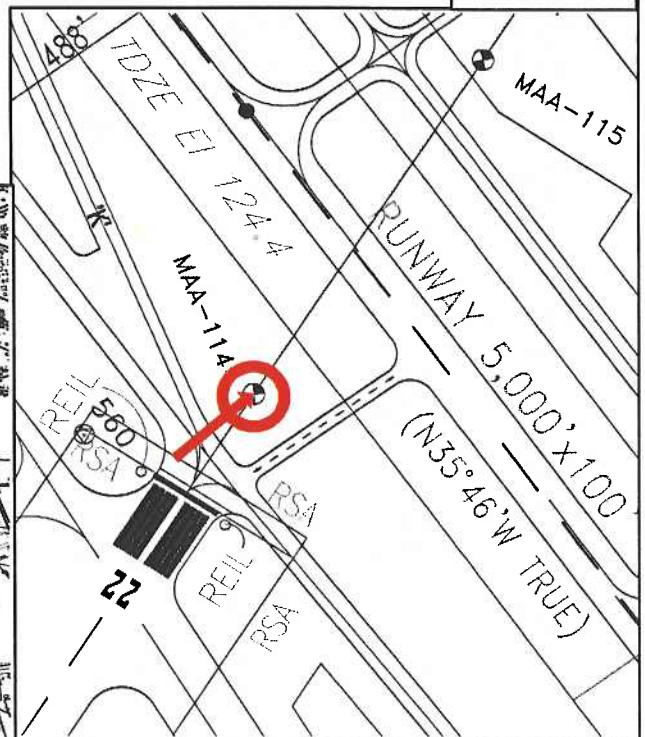 488'
TDZE El 124.4
MAA-115
"K"
RUNWAY 5,000'x100
MAA-114
REIL
560
RSA
(N35°46'W TRUE)
RSA
REIL
RSA
22